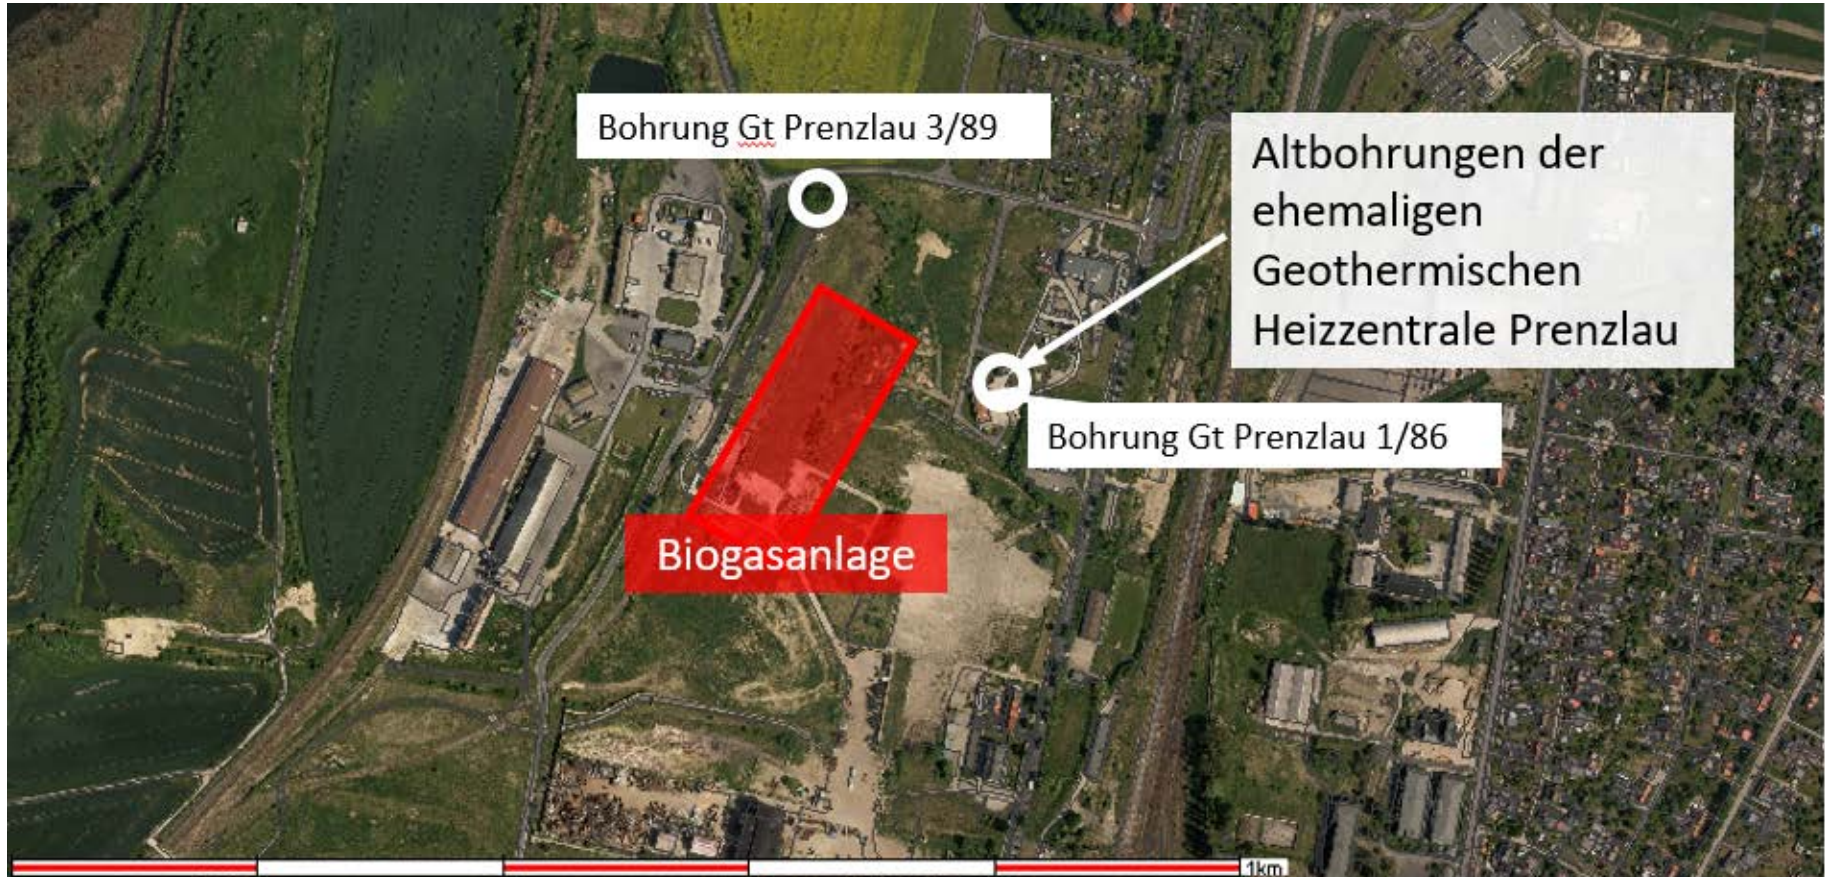 Bohrung Gt Prenzlau 3/89
Altbohrungen der
ehemaligen
Geothermischen
Heizzentrale Prenzlau
Bohrung Gt Prenzlau 1/86
Biogasanlage
1km